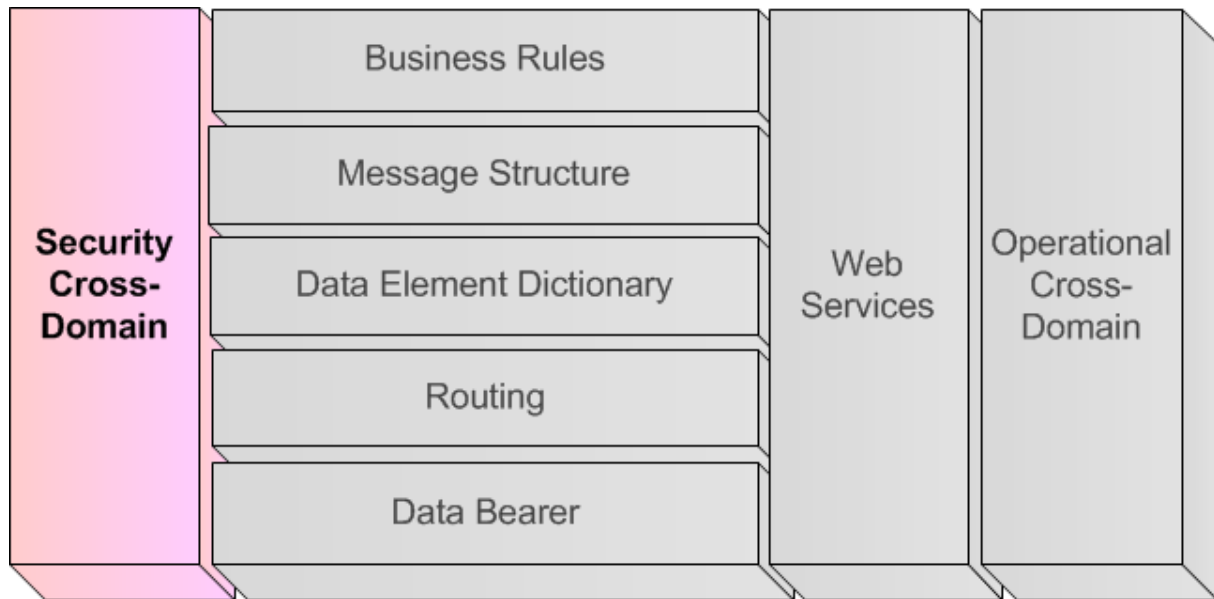 Security
Cross-
Domain
Business Rules
Message Structure
Data Element Dictionary
Routing
Data Bearer
Web
Services
Operational
Cross-
Domain